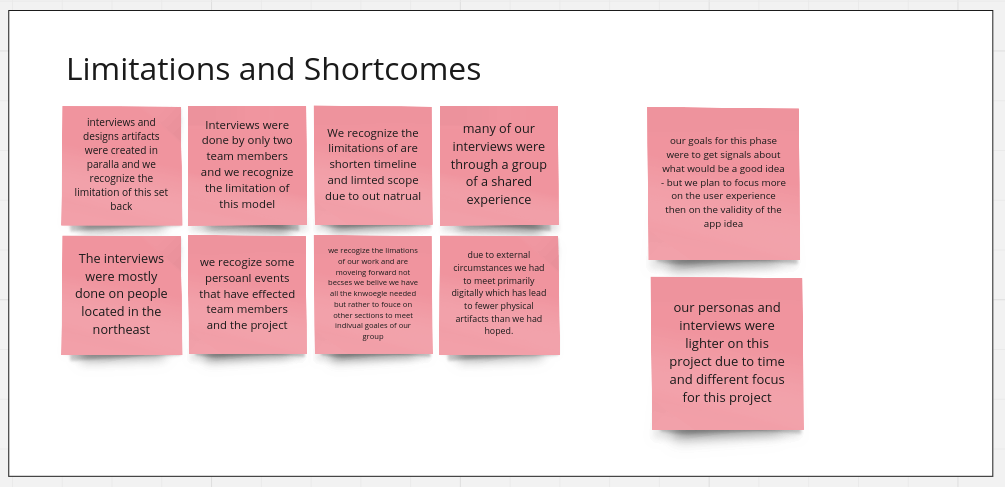 Limitations and Shortcomes
interviews and
designs artifacts
were created in
paralla and we
recognize the
limitation of this set
back
Interviews were
done by only two
team members
and we recognize
the limitation of
this model
We recognize the
limitations of are
shorten timeline
and limted scope
due to out natrual
many of our
interviews were
through a group
of a shared
experience
our goals for this phase
were to get signals about
what would be a good idea
- but we plan to focus more
on the user experience
then on the validity of the
app idea
The interviews
were mostly
done on people
located in the
northeast
we recogize some
persoanl events
that have effected
team members
and the project
we recogize the limations
of our work and are
moveing forward not
becses we belive we have
all the knwoegle needed
but rather to fouce on
other sections to meet
indivual goales of our
group
due to external
circumstances we had
to meet primarily
digitally which has lead
to fewer physical
artifacts than we had
hoped.
our personas and
interviews were
lighter on this
project due to time
and different focus
for this project